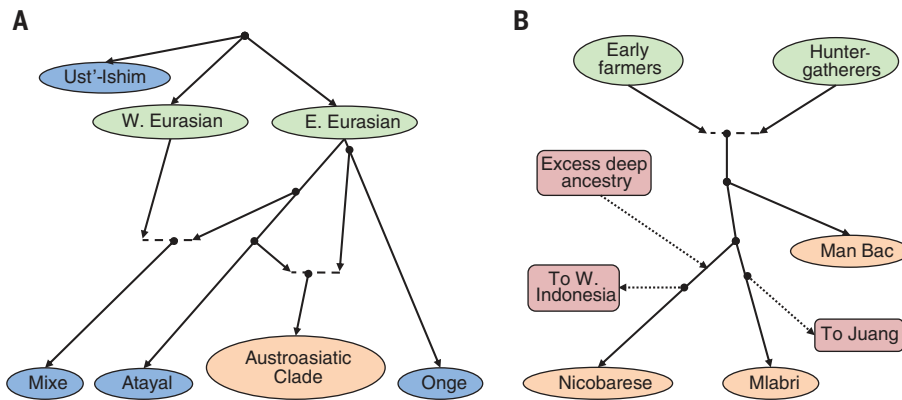 A
Ust'-Ishim
W. Eurasian
E. Eurasian
Mixe
Atayal
Austroasiatic
Clade
Onge
B
Early
farmers
Hunter-
gatherers
Excess deep
ancestry
Man Bac
To W.
Indonesia
To Juang
Nicobarese
Mlabri